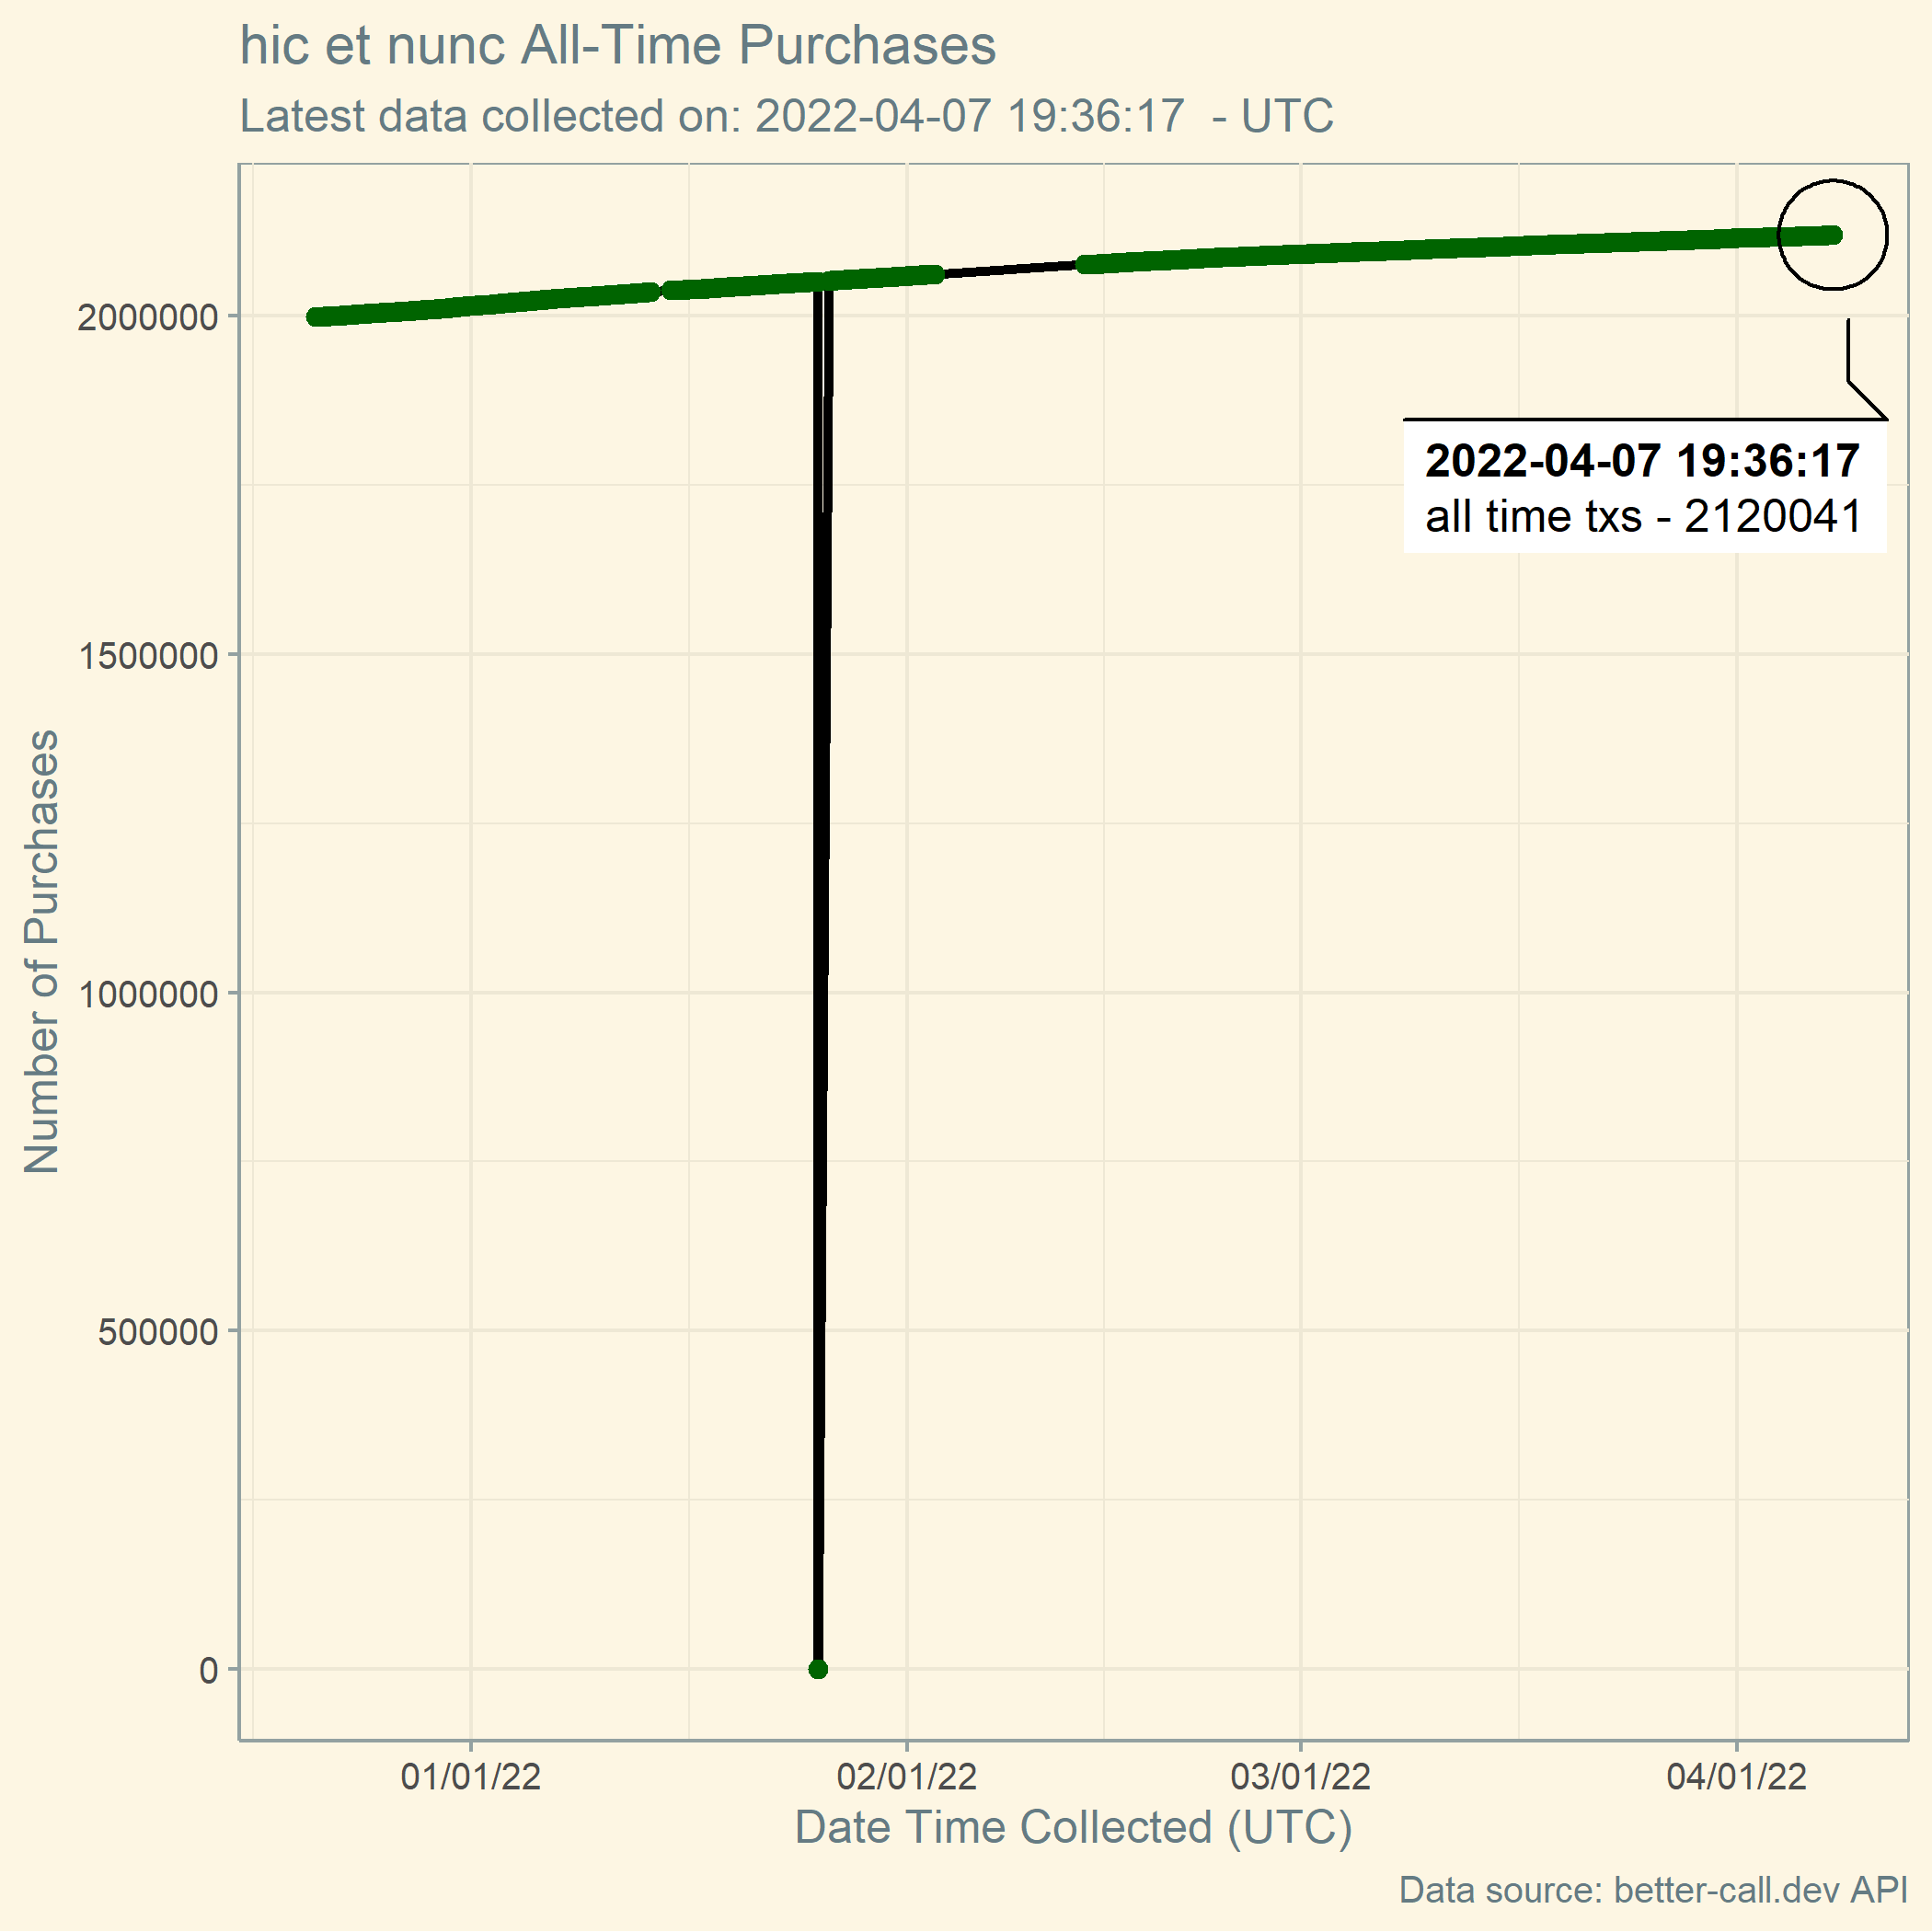 hic et nunc All-Time Purchases
Latest data collected on: 2022-04-07 19:36:17  - UTC
2022-04-07 19:36:17
all time txs - 2120041
Number of Purchases
2000000
1500000
1000000
500000
0
01/01/22 02/01/22 03/01/22 04/01/22
Date Time Collected (UTC)
Data source: better-call.dev API